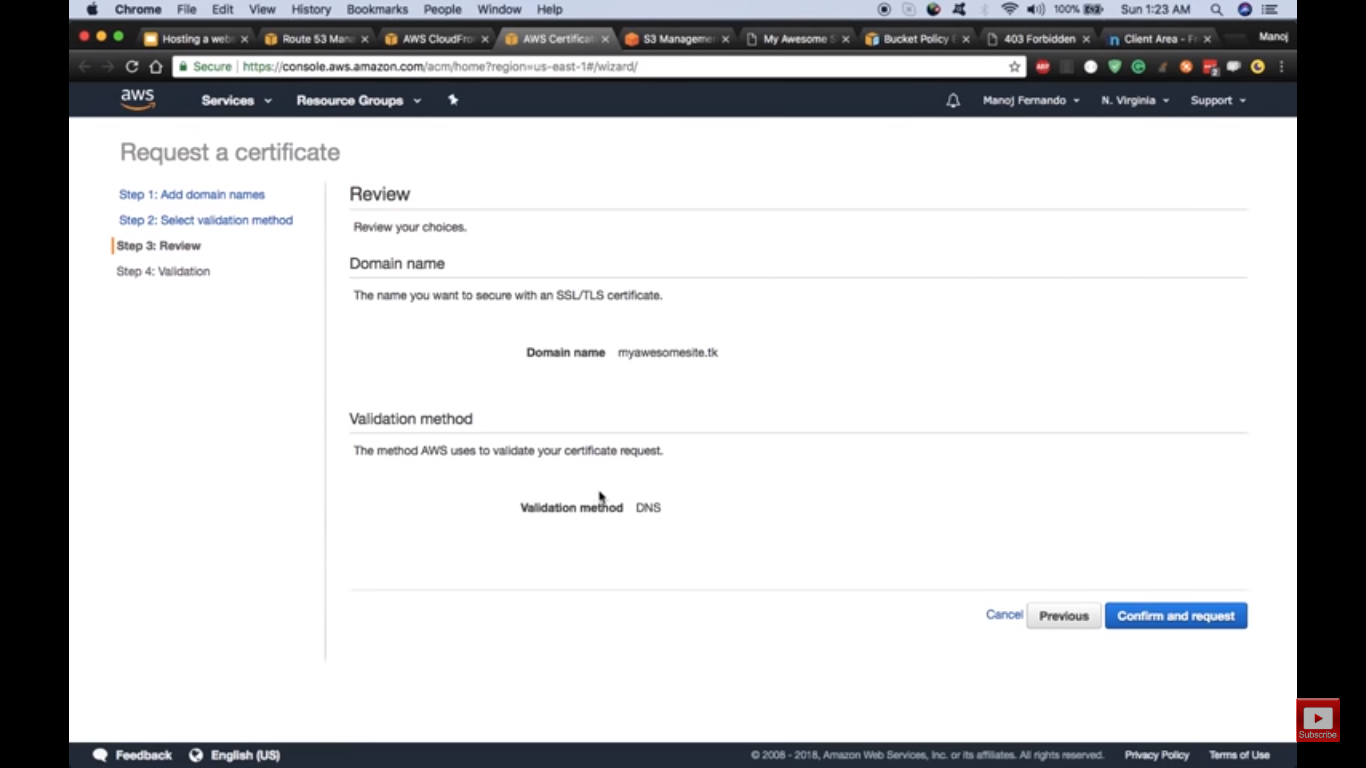 Chrome File Edit View History Bookmarks People Window Help 100% Sun 1:23 AM
Hosting a web Route 53 Man AWS CloudFro AWS Certificat S3 Manageme My Awesome S Bucket Policy 403 Forbidden Client Area - Fr Manoj
Secure https://console.aws.amazon.com/acm/home?region=us-east-1#/wizard/
aws Services Resource Groups Manoj Fernando N. Virginia Support
Request a certificate
Step 1: Add domain names
Step 2: Select validation method
Step 3: Review
Step 4: Validation
Review
Review your choices.
Domain name
The name you want to secure with an SSL/TLS certificate.
Domain name myawesomesite.tk
Validation method
The method AWS uses to validate your certificate request.
Validation method DNS
Cancel Previous Confirm and request
Subscribe
Feedback English (US) © 2008 - 2018, Amazon Web Services, Inc. or its affiliates. All rights reserved. Privacy Policy Terms of Use